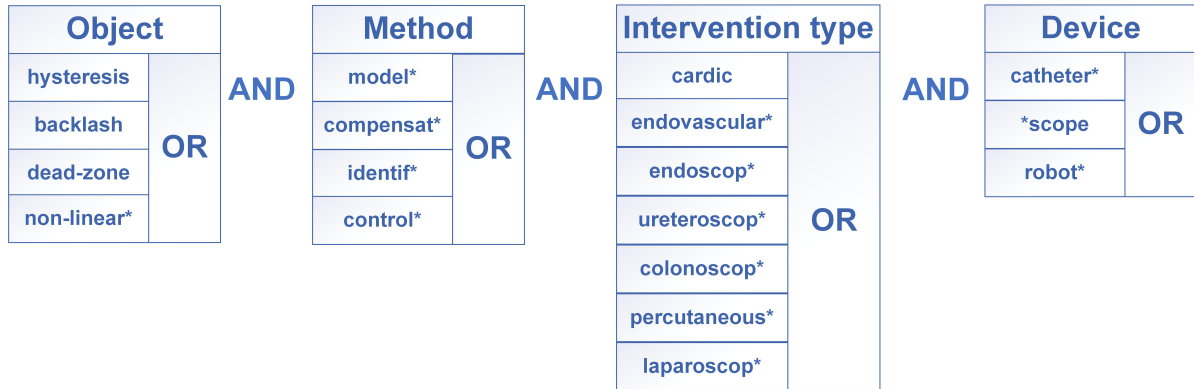 Object
hysteresis
backlash
dead-zone
non-linear*
OR
AND
Method
model*
compensat*
identif*
control*
OR
AND
Intervention type
cardic
endovascular*
endoscop*
ureteroscop*
colonoscop*
percutaneous*
laparoscop*
OR
AND
Device
catheter*
*scope
robot*
OR